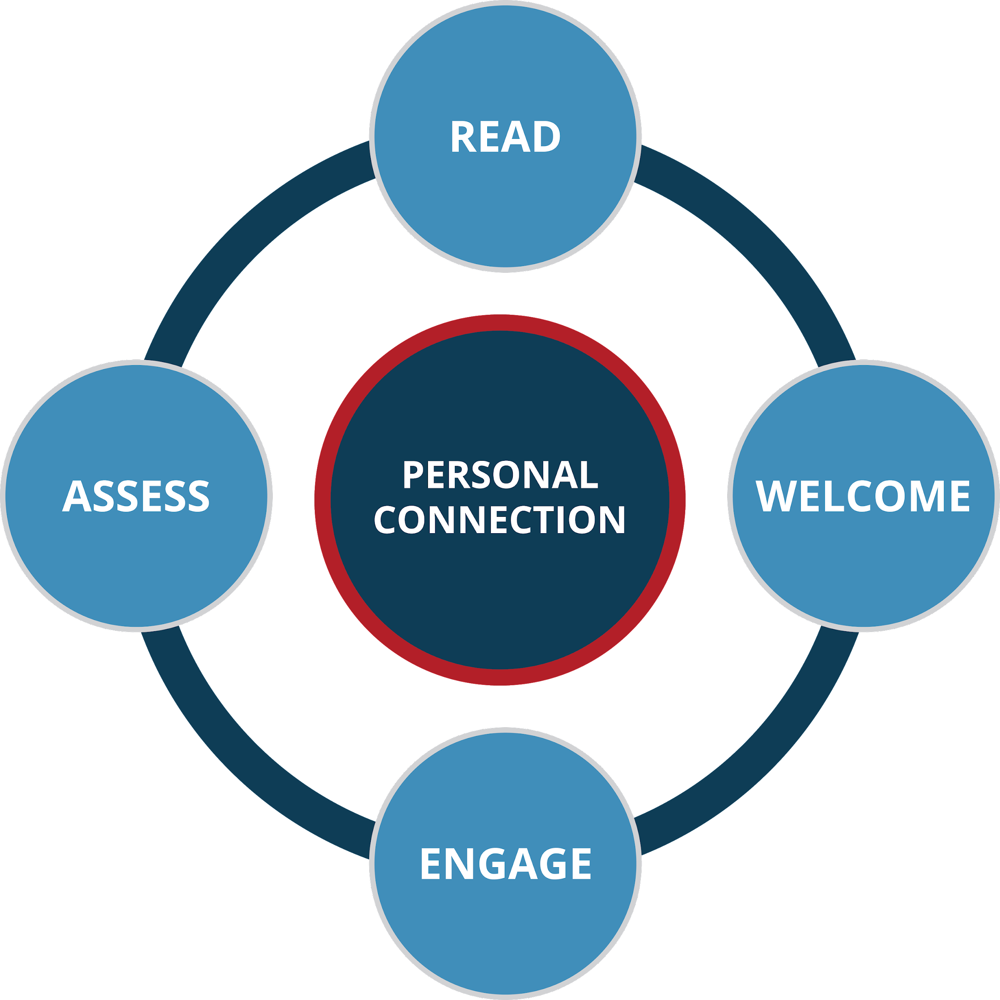 READ
ASSESS
PERSONAL
CONNECTION
WELCOME
ENGAGE